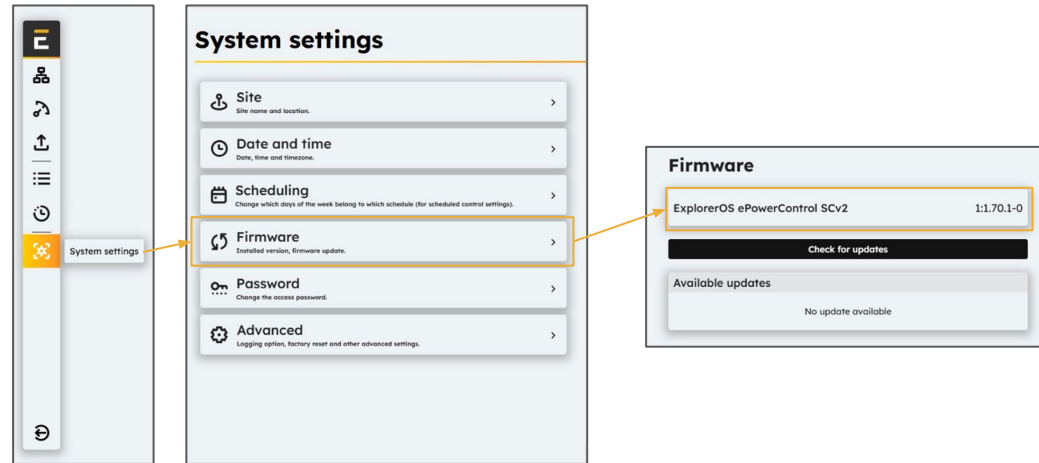 System settings
System settings
Site
Site name and location.
Date and time
Date, time and timezone.
Scheduling
Change which days of the week belong to which schedule (for scheduled control settings).
Firmware
Installed version, firmware update.
Password
Change the access password.
Advanced
Logging option, factory reset and other advanced settings.
Firmware
ExplorerOS ePowerControl SCv2 1:1.70.1-0
Check for updates
Available updates
No update available